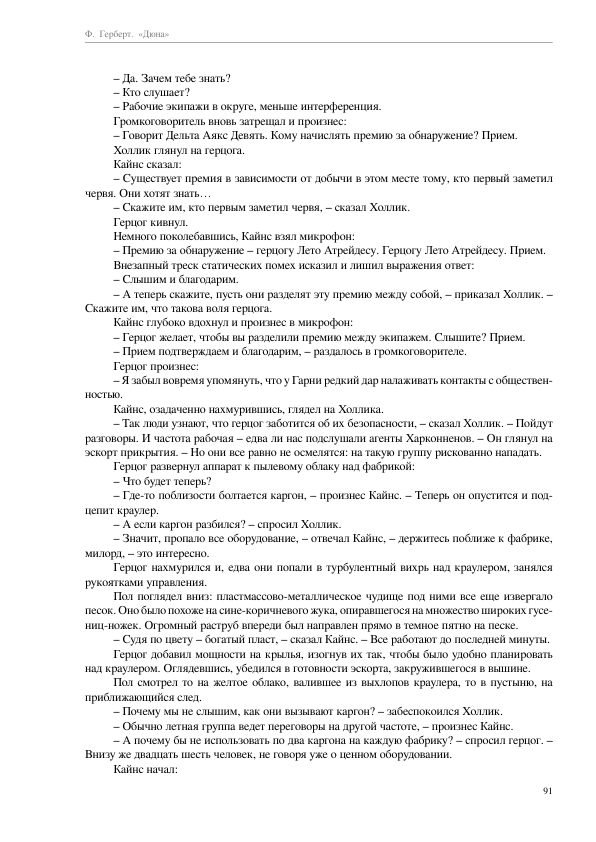 Ф. Герберт. «Дюна»
– Да. Зачем тебе знать?
– Кто слушает?
– Рабочие экипажи в округе, меньше интерференция.
Громкоговоритель вновь затрещал и произнес:
– Говорит Дельта Аякс Девять. Кому начислять премию за обнаружение? Прием.
Холлик глянул на герцога.
Кайнс сказал:
– Существует премия в зависимости от добычи в этом месте тому, кто первый заметил
червя. Они хотят знать…
– Скажите им, кто первым заметил червя, – сказал Холлик.
Герцог кивнул.
Немного поколебавшись, Кайнс взял микрофон:
– Премию за обнаружение – герцогу Лето Атрейдесу. Герцогу Лето Атрейдесу. Прием.
Внезапный треск статических помех исказил и лишил выражения ответ:
– Слышим и благодарим.
– А теперь скажите, пусть они разделят эту премию между собой, – приказал Холлик. –
Скажите им, что такова воля герцога.
Кайнс глубоко вдохнул и произнес в микрофон:
– Герцог желает, чтобы вы разделили премию между экипажем. Слышите? Прием.
– Прием подтверждаем и благодарим, – раздалось в громкоговорителе.
Герцог произнес:
– Я забыл вовремя упомянуть, что у Гарни редкий дар налаживать контакты с обществен-
ностью.
Кайнс, озадаченно нахмурившись, глядел на Холлика.
– Так люди узнают, что герцог заботится об их безопасности, – сказал Холлик. – Пойдут
разговоры. И частота рабочая – едва ли нас подслушали агенты Харконненов. – Он глянул на
эскорт прикрытия. – Но они все равно не осмелятся: на такую группу рискованно нападать.
Герцог развернул аппарат к пылевому облаку над фабрикой:
– Что будет теперь?
– Где-то поблизости болтается каргон, – произнес Кайнс. – Теперь он опустится и под-
цепит краулер.
– А если каргон разбился? – спросил Холлик.
– Значит, пропало все оборудование, – отвечал Кайнс, – держитесь поближе к фабрике,
милорд, – это интересно.
Герцог нахмурился и, едва они попали в турбулентный вихрь над краулером, занялся
рукоятками управления.
Пол поглядел вниз: пластмассово-металлическое чудище под ними все еще извергало
песок. Оно было похоже на сине-коричневого жука, опиравшегося на множество широких гусе-
ниц-ножек. Огромный раструб впереди был направлен прямо в темное пятно на песке.
– Судя по цвету – богатый пласт, – сказал Кайнс. – Все работают до последней минуты.
Герцог добавил мощности на крылья, изогнув их так, чтобы было удобно планировать
над краулером. Оглядевшись, убедился в готовности эскорта, закружившегося в вышине.
Пол смотрел то на желтое облако, валившее из выхлопов краулера, то в пустыню, на
приближающийся след.
– Почему мы не слышим, как они вызывают каргон? – забеспокоился Холлик.
– Обычно летная группа ведет переговоры на другой частоте, – произнес Кайнс.
– А почему бы не использовать по два каргона на каждую фабрику? – спросил герцог. –
Внизу же двадцать шесть человек, не говоря уже о ценном оборудовании.
Кайнс начал:
91